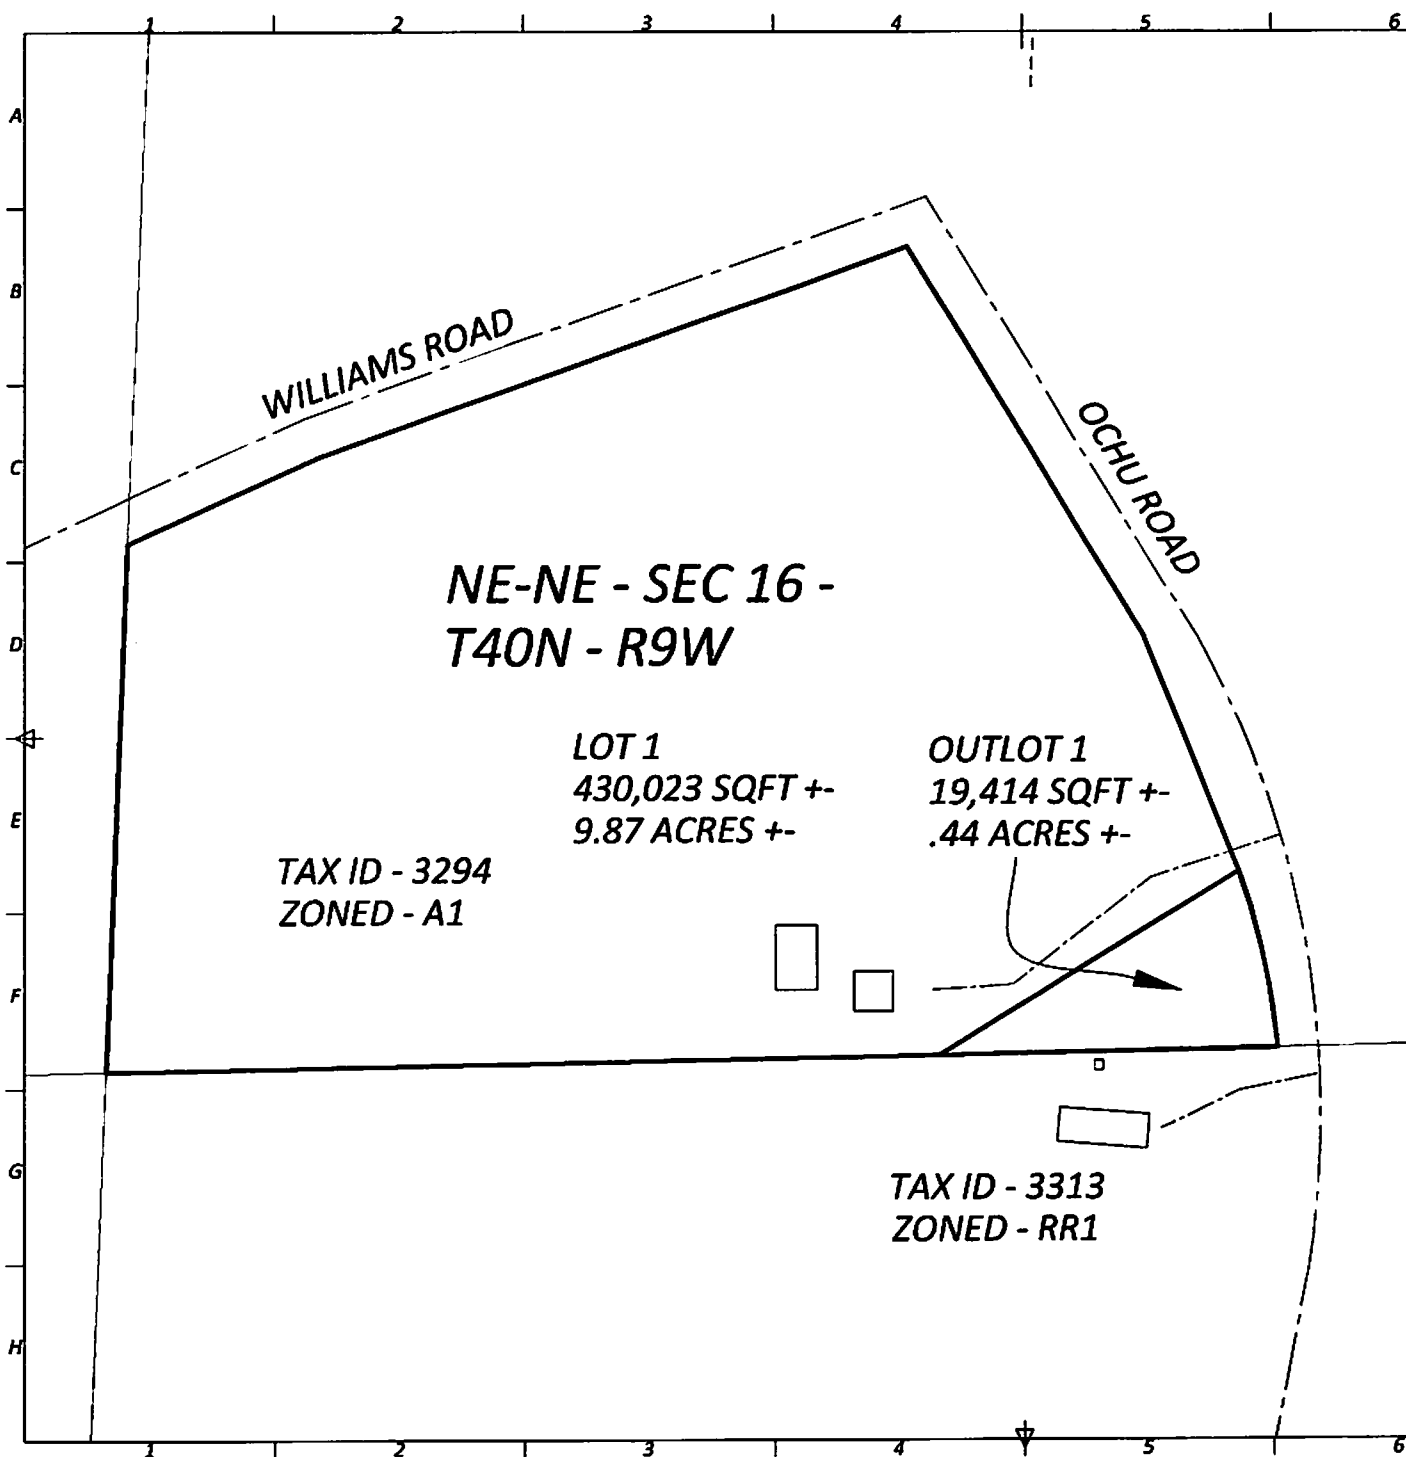 1 2 3 4 5 6
A
B
WILLIAMS ROAD
C
OCHU ROAD
NE-NE - SEC 16 -
T40N - R9W
D
LOT 1
430,023 SQFT +-
9.87 ACRES +-
OUTLOT 1
19,414 SQFT +-
.44 ACRES +-
E
TAX ID - 3294
ZONED - A1
F
G
TAX ID - 3313
ZONED - RR1
H
1 2 3 4 5 6